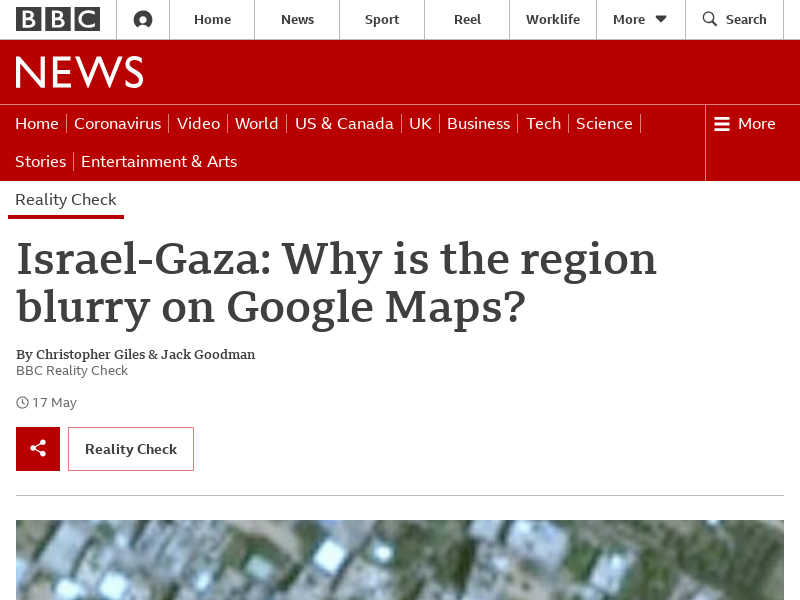 BBC Home News Sport Reel Worklife More Search
NEWS
Home Coronavirus Video World US & Canada UK Business Tech Science More
Stories Entertainment & Arts
Reality Check
Israel-Gaza: Why is the region
blurry on Google Maps?
By Christopher Giles & Jack Goodman
BBC Reality Check
17 May
Reality Check